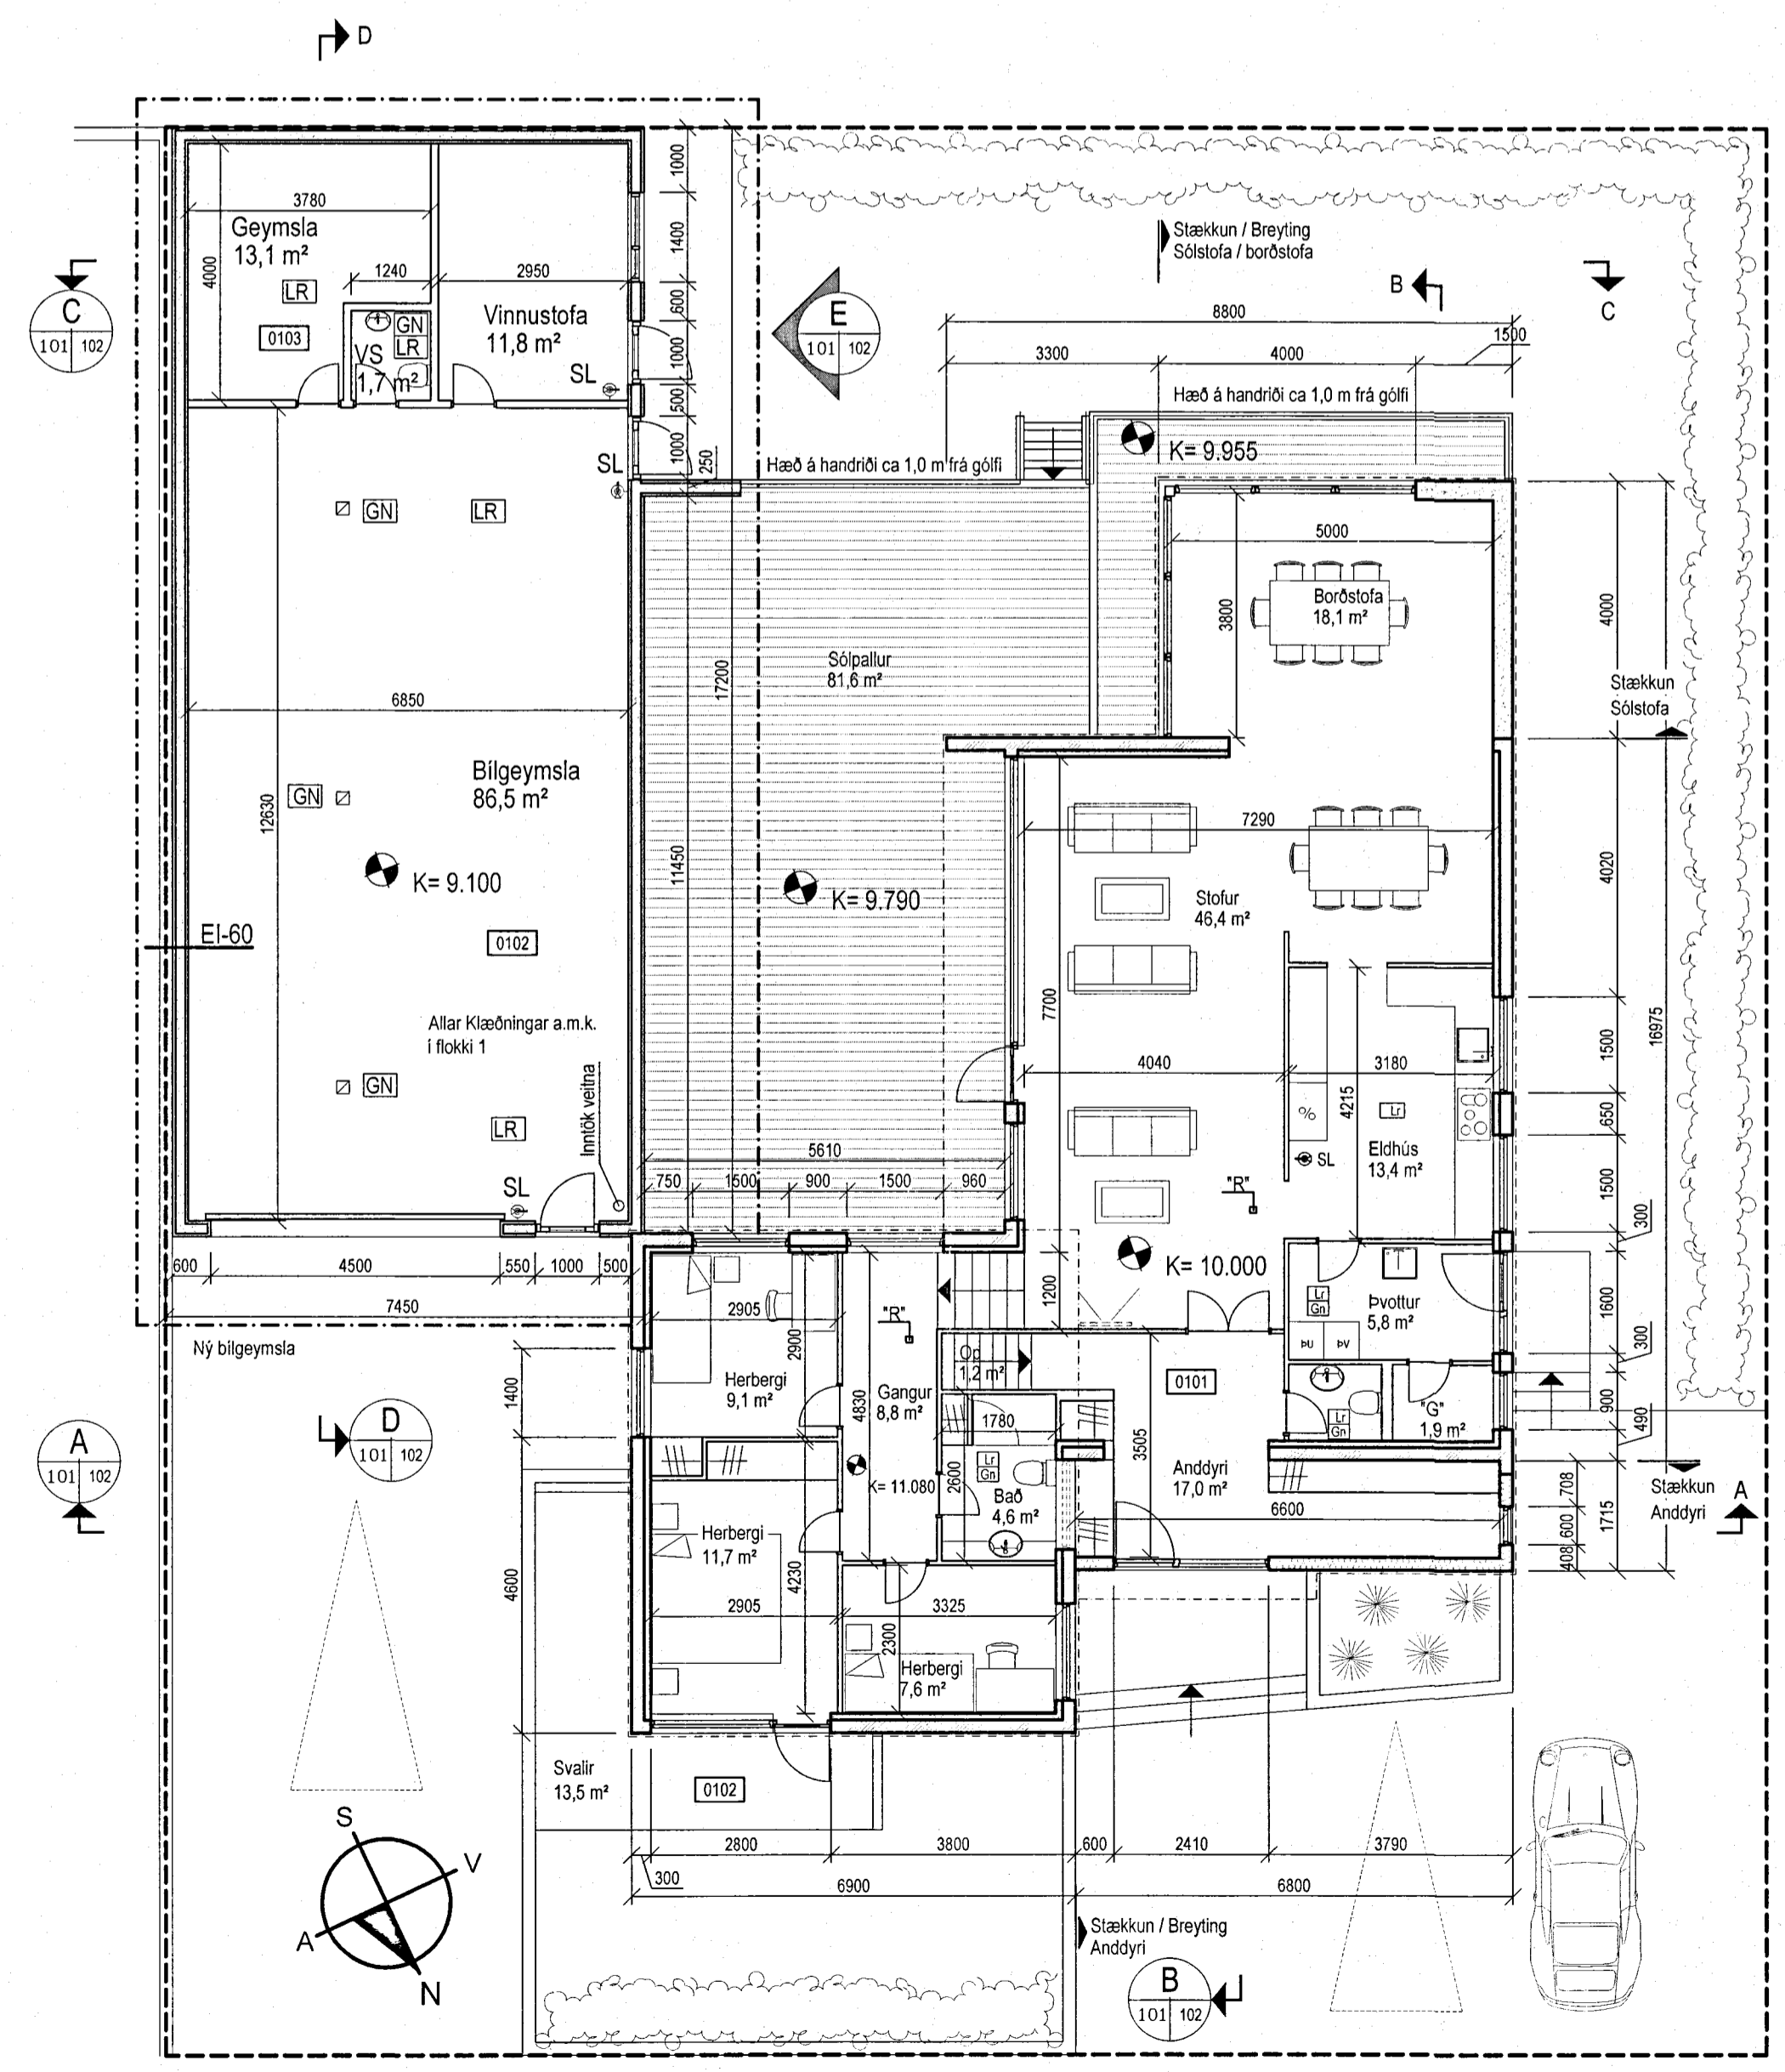 D
3780
Geymsla
13,1 m²
4000
1240
2950
LR
0103
GN
LR
VS
1,7 m²
Vinnustofa
11,8 m²
SL
SL
1000
1400
600
1000
500
1000
250
C
101 102
E
101 102
Stækkun / Breyting
Sólstofa / borðstofa
B
C
8800
1500
3300
4000
Hæð á handriði ca 1,0 m frá gólfi
K= 9.955
Hæð á handriði ca 1,0 m frá gólfi
GN
LR
5000
Borðstofa
18,1 m²
3800
4000
Sólpallur
81,6 m²
17200
Stækkun
Sólstofa
6850
Bílgeymsla
86,5 m²
GN
12630
11450
7290
4020
K= 9.100
K= 9.790
Stofur
46,4 m²
EI-60
0102
7700
16975
Allar Klæðningar a.m.k.
í flokki 1
GN
LR
Inntök veitna
4040
3180
4215
%
Lr
1500
650
Eldhús
13,4 m²
SL
5610
750
1500
900
1500
960
"R"
1500
300
SL
K= 10.000
600
4500
550
1000
500
7450
2905
2900
"R"
1200
Lr
Gn
Þvottur
5,8 m²
ÞU
ÞV
1600
300
Ný bílgeymsla
Herbergi
9,1 m²
Op
1,2 m²
Gangur
8,8 m²
4830
0101
1400
1780
3505
Lr
Gn
"G"
1,9 m²
900
490
A
101 102
D
101 102
K= 11.080
2600
Lr
Gn
Bað
4,6 m²
Anddyri
17,0 m²
6600
708
600
408
1715
Stækkun
Anddyri
A
Herbergi
11,7 m²
4230
4600
2905
3325
2300
Herbergi
7,6 m²
Svalir
13,5 m²
0102
S
V
A
N
2800
3800
600
2410
3790
300
6900
6800
Stækkun / Breyting
Anddyri
B
101 102